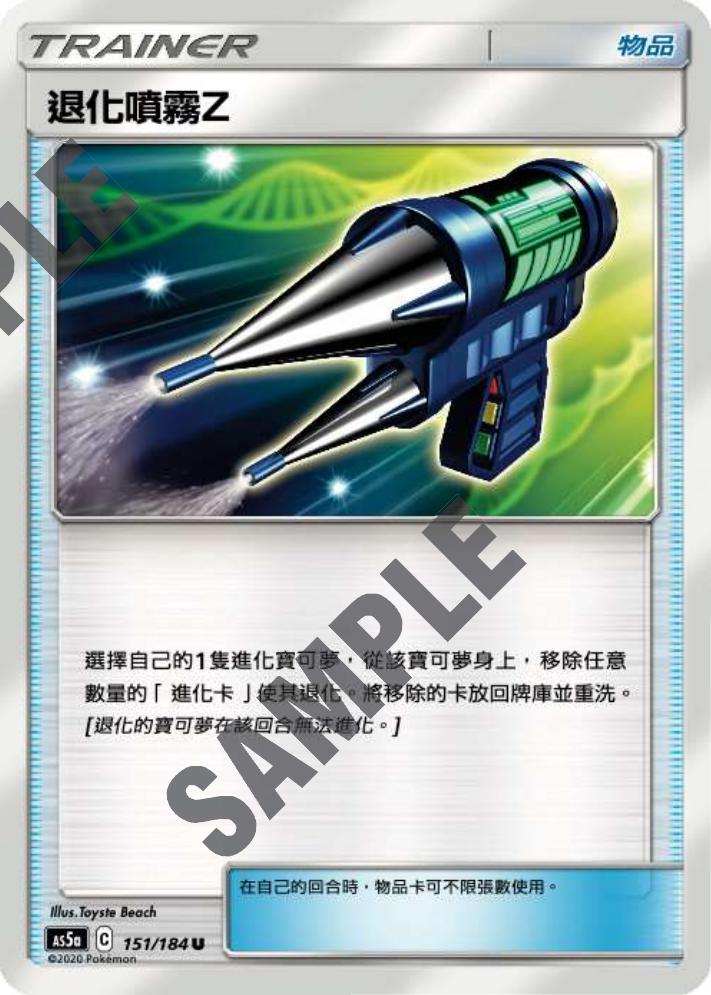 TRAINER
物品
退化噴霧Z
PLE
選擇自己的1隻進化寶可夢,從該寶可夢身上,移除任意
數量的「進化卡」使其退化。將移除的卡放回牌庫並重洗。
[退化的寶可夢在該回合無法進化。]
SAMPLE
在自己的回合時,物品卡可不限張數使用。
Illus.Toyste Beach
AS5a C 151/184 U
©2020 Pokémon